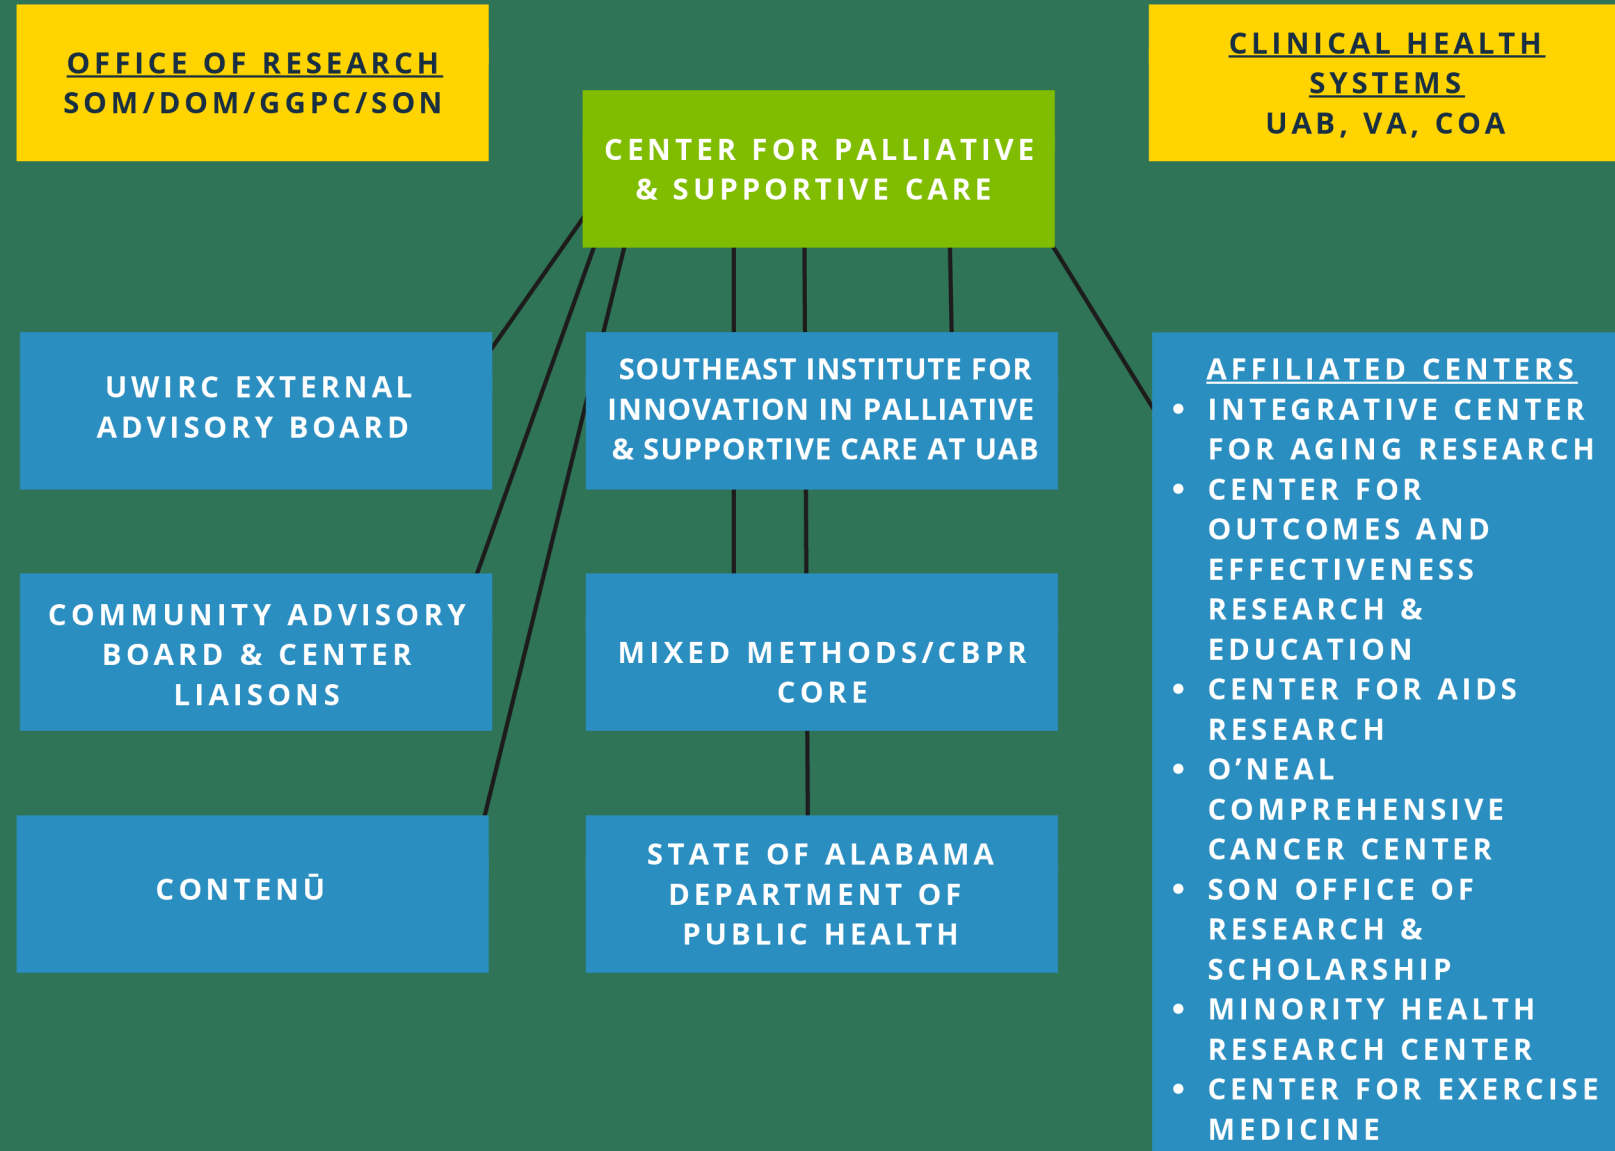 OFFICE OF RESEARCH
SOM/DOM/GGPC/SON
CLINICAL HEALTH
SYSTEMS
UAB, VA, COA
CENTER FOR PALLIATIVE
& SUPPORTIVE CARE
UWIRC EXTERNAL
ADVISORY BOARD
SOUTHEAST INSTITUTE FOR
INNOVATION IN PALLIATIVE
& SUPPORTIVE CARE AT UAB
COMMUNITY ADVISORY
BOARD & CENTER
LIAISONS
MIXED METHODS/CBPR
CORE
CONTENŪ
STATE OF ALABAMA
DEPARTMENT OF
PUBLIC HEALTH
AFFILIATED CENTERS
• INTEGRATIVE CENTER
FOR AGING RESEARCH
• CENTER FOR
OUTCOMES AND
EFFECTIVENESS
RESEARCH &
EDUCATION
• CENTER FOR AIDS
RESEARCH
• O’NEAL
COMPREHENSIVE
CANCER CENTER
• SON OFFICE OF
RESEARCH &
SCHOLARSHIP
• MINORITY HEALTH
RESEARCH CENTER
• CENTER FOR EXERCISE
MEDICINE